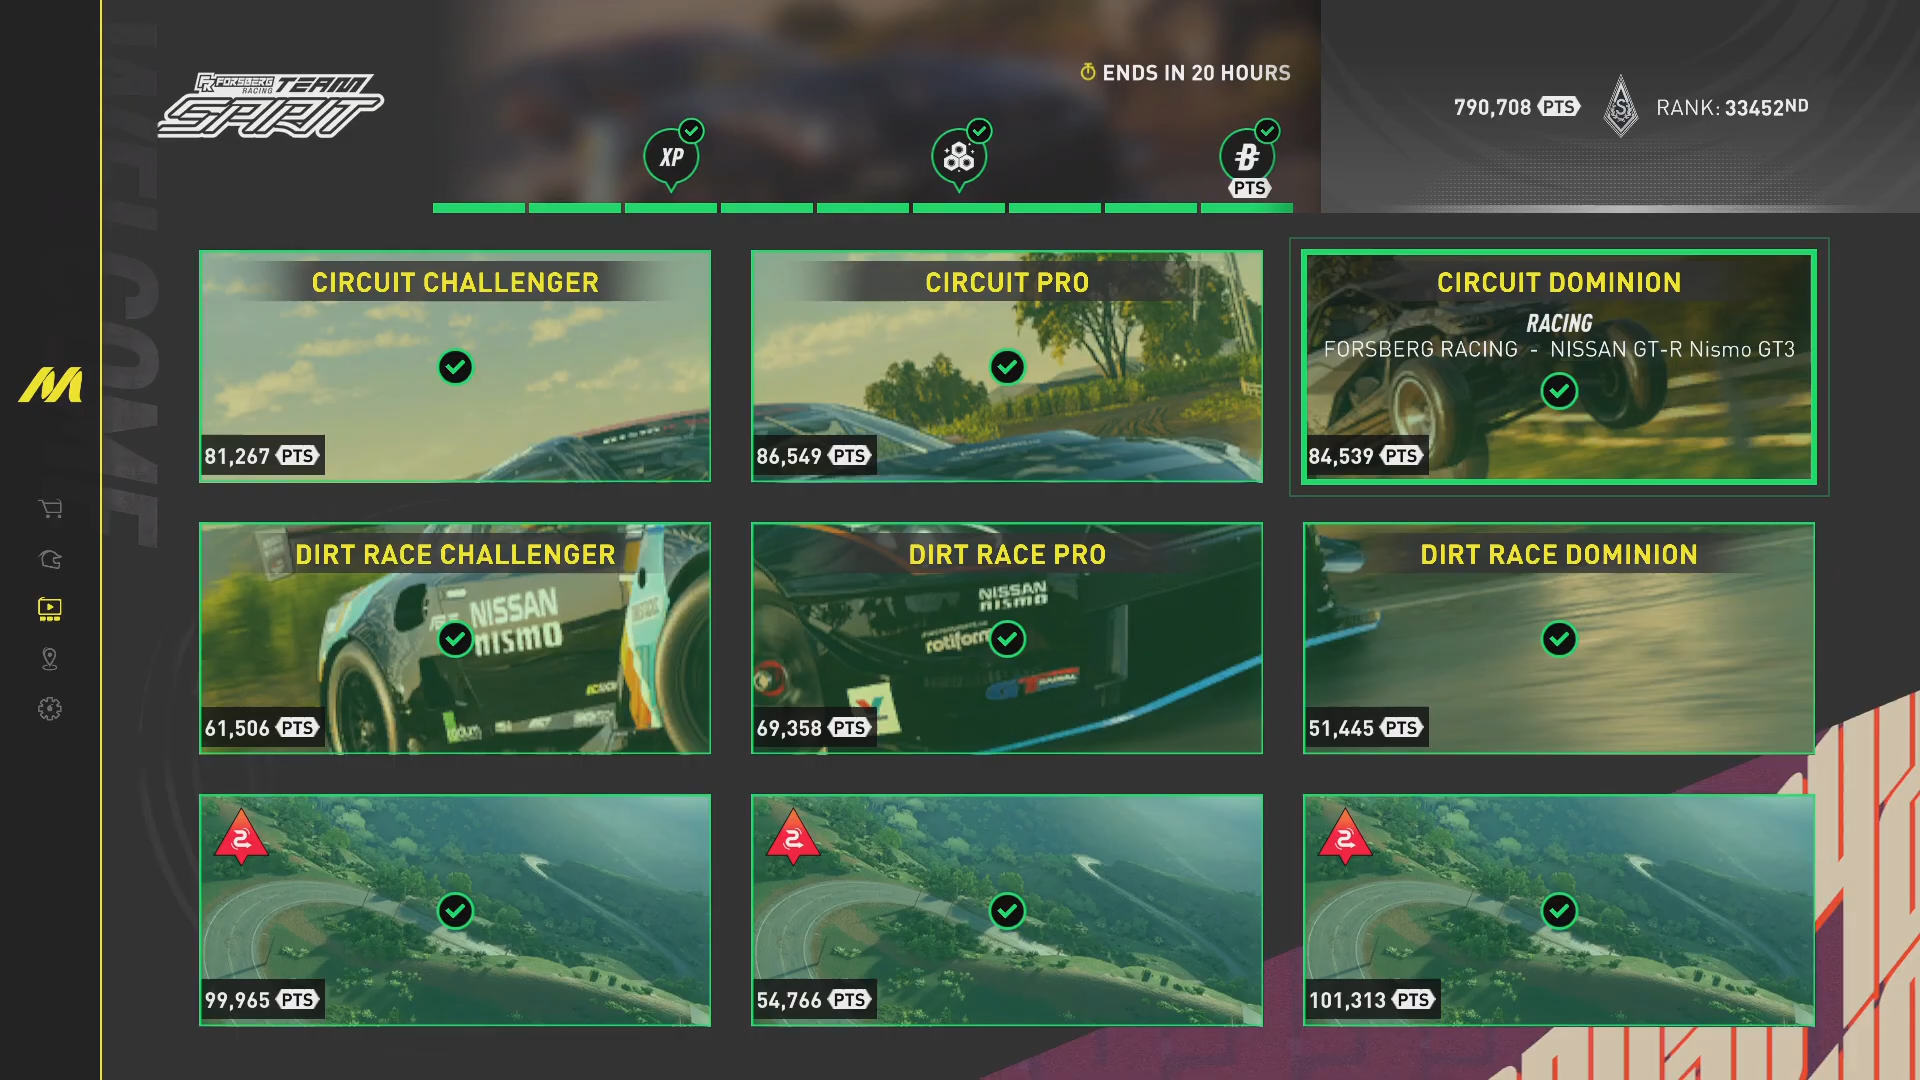 WELCOME
FORSBERG RACING TEAM
SPIRIT
ENDS IN 20 HOURS
790,708 PTS
RANK: 33452ND
XP
PTS
CIRCUIT CHALLENGER
81,267 PTS
CIRCUIT PRO
86,549 PTS
CIRCUIT DOMINION
RACING
FORSBERG RACING - NISSAN GT-R Nismo GT3
84,539 PTS
DIRT RACE CHALLENGER
NISSAN
nismo
61,506 PTS
DIRT RACE PRO
NISSAN
nismo
rotiform
GT RADIAL
69,358 PTS
DIRT RACE DOMINION
51,445 PTS
99,965 PTS
54,766 PTS
101,313 PTS